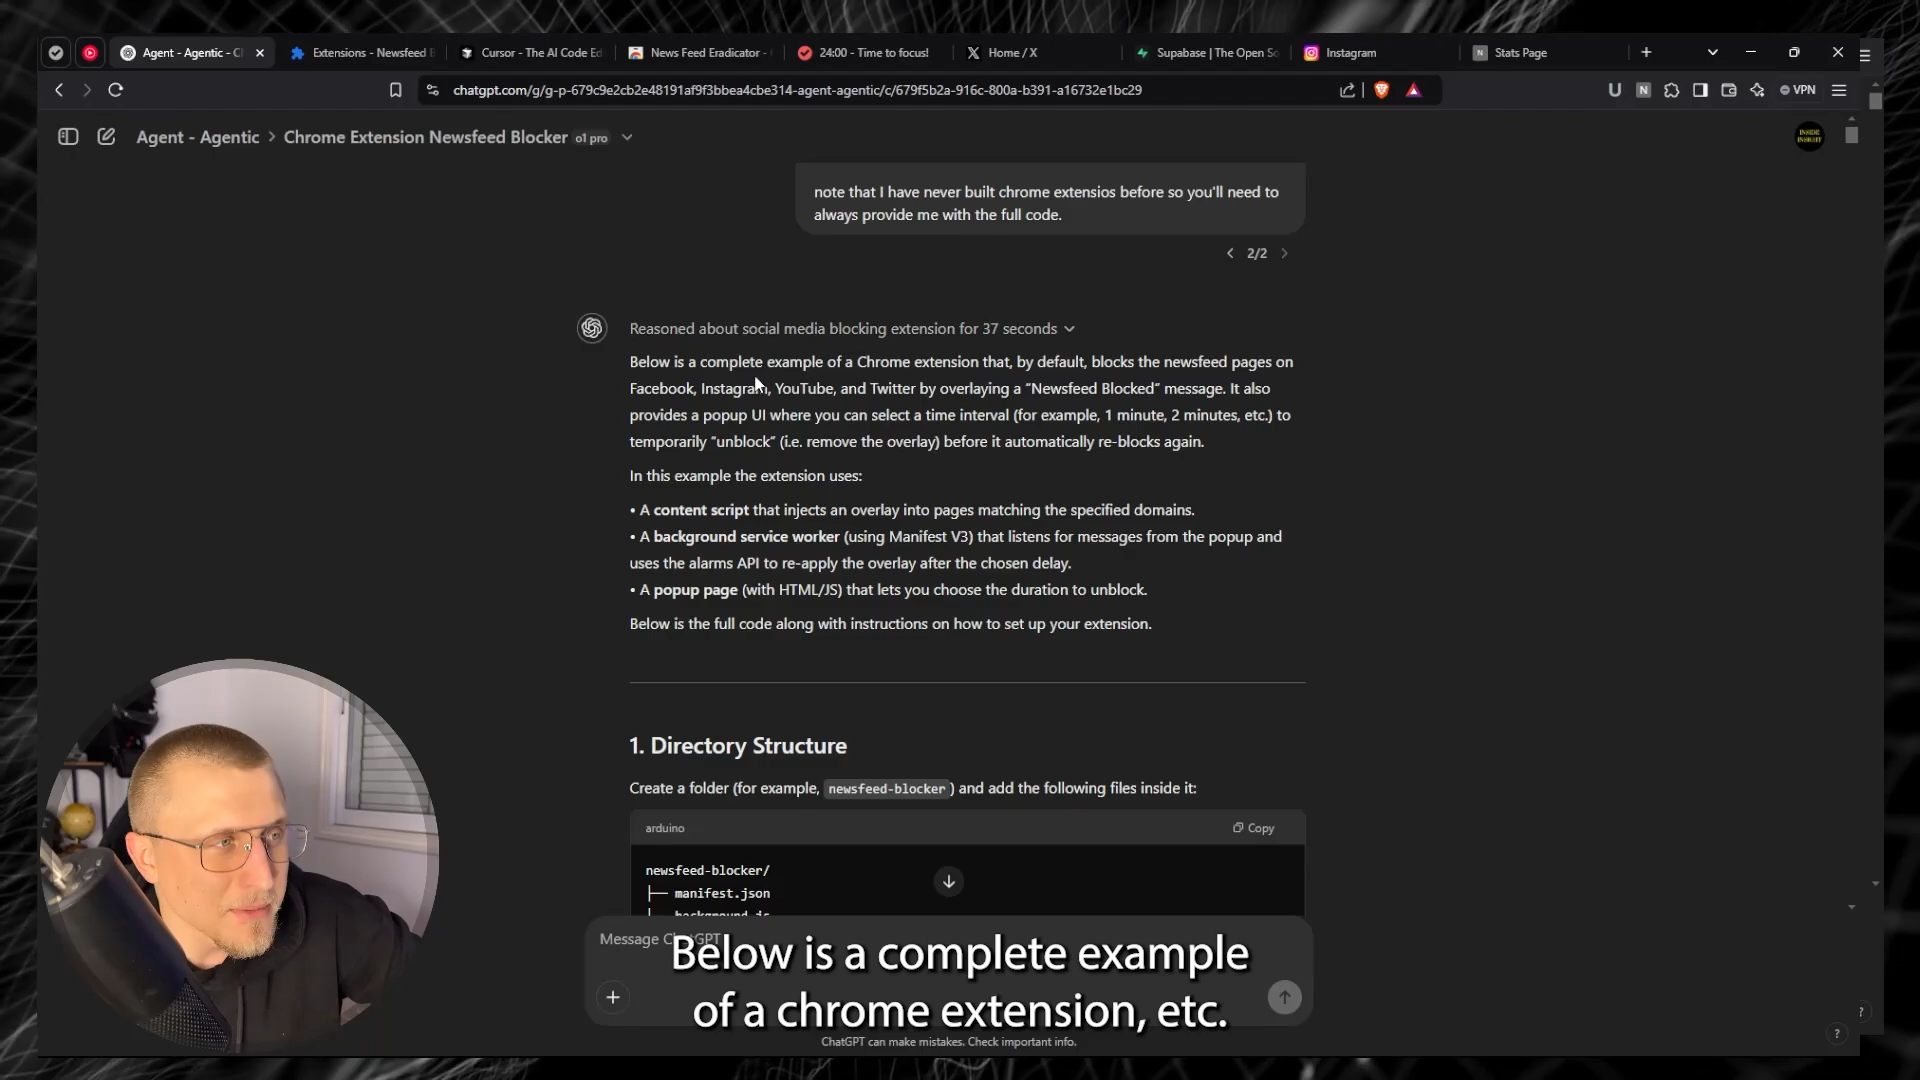 Agent - Agentic - C
Extensions - Newsfeed B
Cursor - The AI Code Ed
News Feed Eradicator -
24:00 - Time to focus!
Home / X
Supabase | The Open So
Instagram
N
Stats Page
chatgpt.com/g/g-p-679c9e2cb2e48191af9f3bbea4cbe314-agent-agentic/c/679f5b2a-916c-800a-b391-a16732e1bc29
U
N
VPN
Agent - Agentic > Chrome Extension Newsfeed Blocker o1 pro
INSIDE
INSIGHT
note that I have never built chrome extensios before so you'll need to
always provide me with the full code.
2/2
Reasoned about social media blocking extension for 37 seconds
Below is a complete example of a Chrome extension that, by default, blocks the newsfeed pages on
Facebook, Instagram, YouTube, and Twitter by overlaying a “Newsfeed Blocked” message. It also
provides a popup UI where you can select a time interval (for example, 1 minute, 2 minutes, etc.) to
temporarily “unblock” (i.e. remove the overlay) before it automatically re-blocks again.
In this example the extension uses:
• A content script that injects an overlay into pages matching the specified domains.
• A background service worker (using Manifest V3) that listens for messages from the popup and
uses the alarms API to re-apply the overlay after the chosen delay.
• A popup page (with HTML/JS) that lets you choose the duration to unblock.
Below is the full code along with instructions on how to set up your extension.
1. Directory Structure
Create a folder (for example, newsfeed-blocker) and add the following files inside it:
arduino
Copy
newsfeed-blocker/
├── manifest.json
background.js
Message ChatGPT
Below is a complete example
of a chrome extension, etc.
ChatGPT can make mistakes. Check important info.
?
?